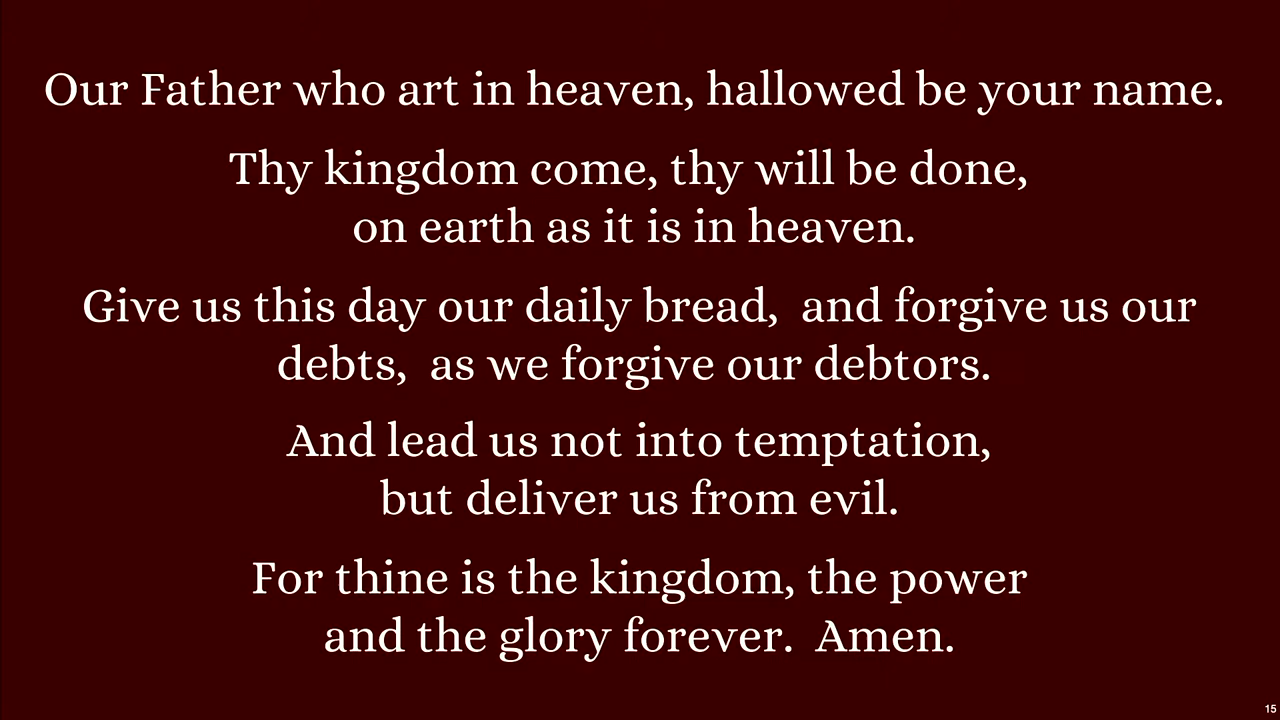 Our Father who art in heaven, hallowed be your name.
Thy kingdom come, thy will be done,
on earth as it is in heaven.
Give us this day our daily bread,  and forgive us our
debts,  as we forgive our debtors.
And lead us not into temptation,
but deliver us from evil.
For thine is the kingdom, the power
and the glory forever.  Amen.
15